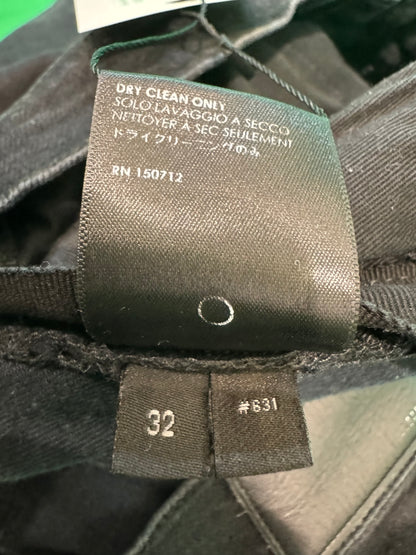 DRY CLEAN ONLY
SOLO LAVAGGIO A SECCO
NETTOYER À SEC SEULEMENT
ドライクリーニングのみ
RN 150712
32
#831